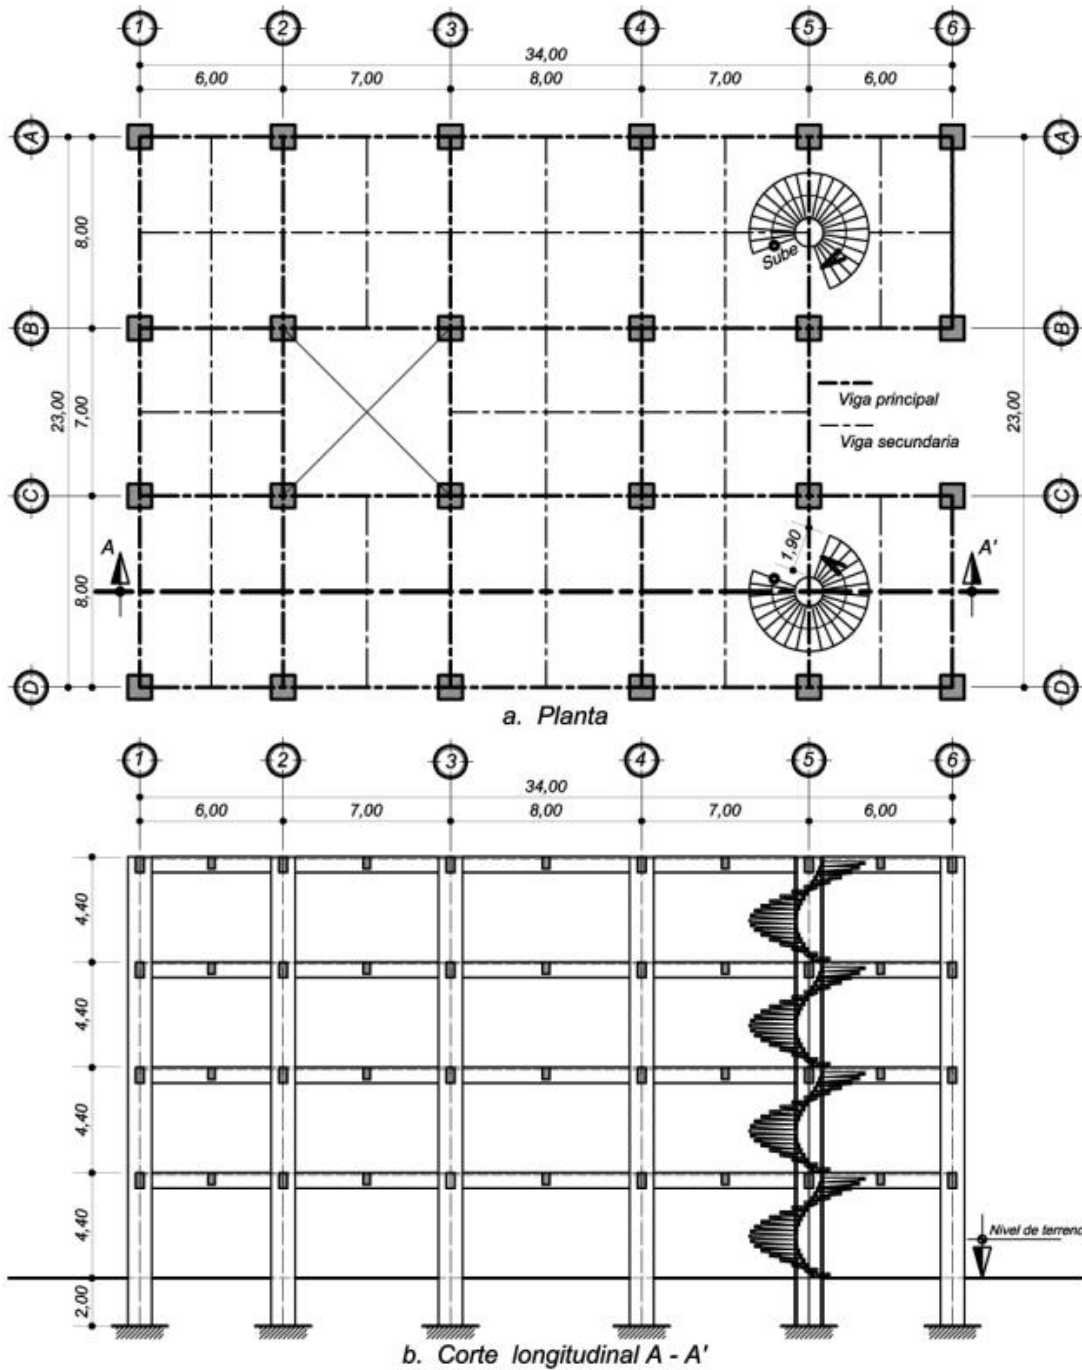 1 2 3 4 5 6
34,00
6,00 7,00 8,00 7,00 6,00
A A
8,00
Sube
B B
Viga principal
23,00 7,00 23,00
Viga secundaria
C C
A 1,90 A'
8,00
D D
a. Planta
1 2 3 4 5 6
34,00
6,00 7,00 8,00 7,00 6,00
4,40
4,40
4,40
4,40
Nivel de terreno
2,00
b. Corte longitudinal A - A'